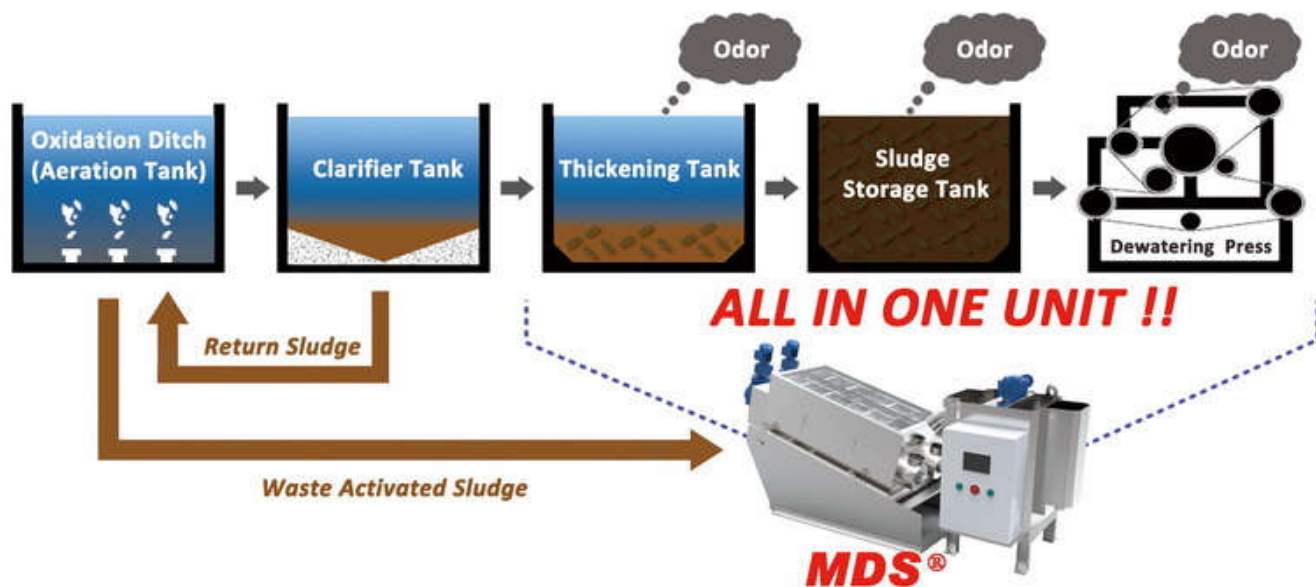 Odor
Odor
Odor
Oxidation Ditch
(Aeration Tank)
Clarifier Tank
Thickening Tank
Sludge
Storage Tank
Dewatering Press
ALL IN ONE UNIT !!
Return Sludge
Waste Activated Sludge
MDS®